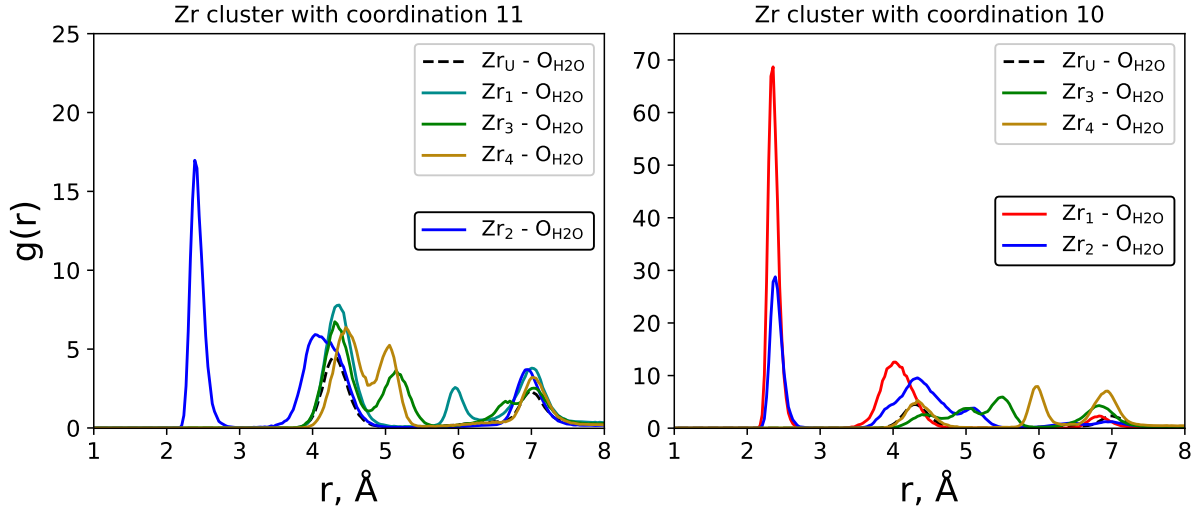 Zr cluster with coordination 11
25
20
15
10
5
0
g(r)
1 2 3 4 5 6 7 8
r, Å
Zr_U - O_H2O
Zr_1 - O_H2O
Zr_3 - O_H2O
Zr_4 - O_H2O
Zr_2 - O_H2O
Zr cluster with coordination 10
70
60
50
40
30
20
10
0
1 2 3 4 5 6 7 8
r, Å
Zr_U - O_H2O
Zr_3 - O_H2O
Zr_4 - O_H2O
Zr_1 - O_H2O
Zr_2 - O_H2O